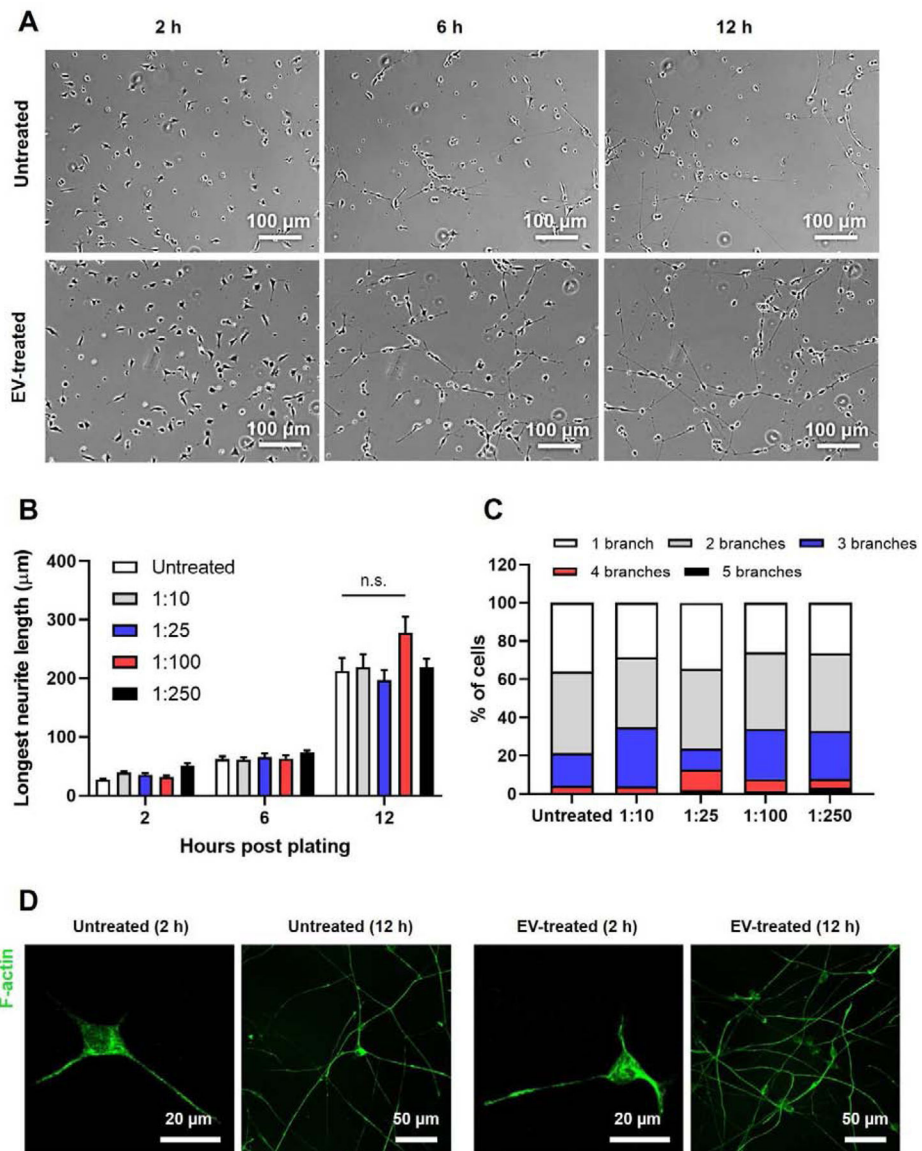 A
2 h
6 h
12 h
Untreated
100 µm
100 µm
100 µm
EV-treated
100 µm
100 µm
100 µm
B
Longest neurite length (µm)
400
300
200
100
0
Untreated
1:10
1:25
1:100
1:250
n.s.
2
6
12
Hours post plating
C
1 branch
2 branches
3 branches
4 branches
5 branches
% of cells
120
100
80
60
40
20
0
Untreated 1:10 1:25 1:100 1:250
D
Untreated (2 h)
Untreated (12 h)
EV-treated (2 h)
EV-treated (12 h)
F-actin
20 µm
50 µm
20 µm
50 µm